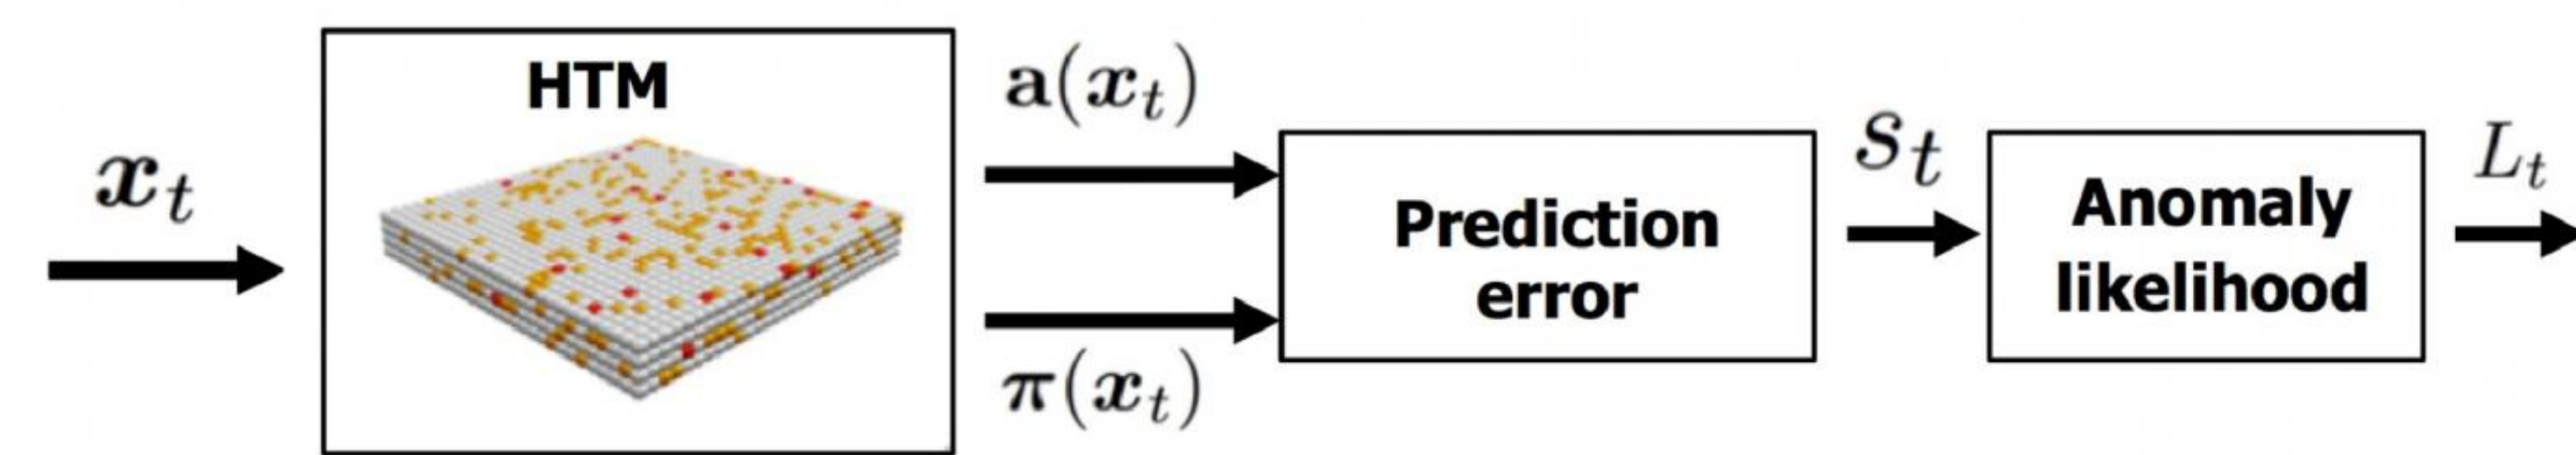 x_t
HTM
a(x_t)
π(x_t)
Prediction
error
S_t
Anomaly
likelihood
L_t